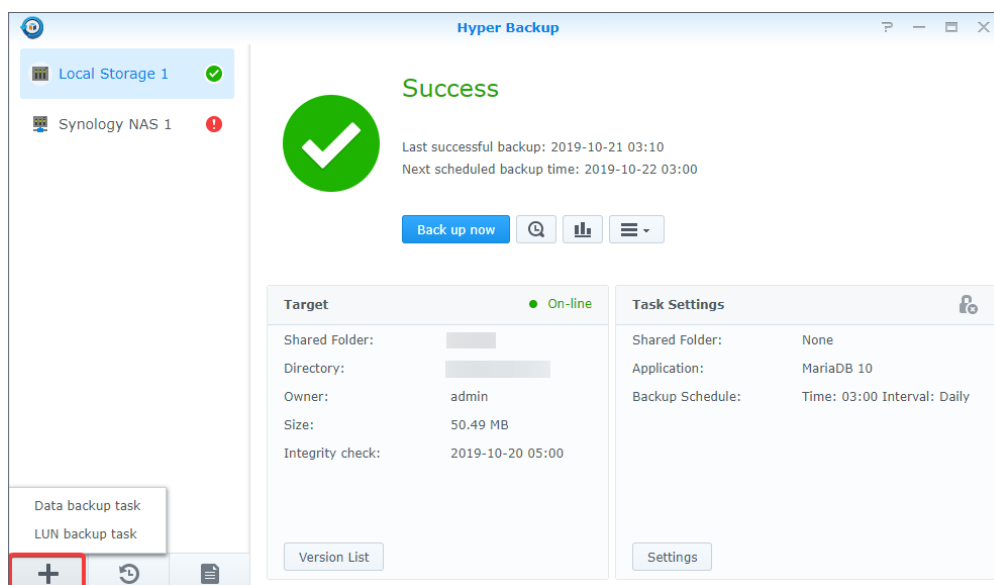 Hyper Backup
Local Storage 1
Synology NAS 1
Success
Last successful backup: 2019-10-21 03:10
Next scheduled backup time: 2019-10-22 03:00
Back up now
Target On-line
Shared Folder:
Directory:
Owner: admin
Size: 50.49 MB
Integrity check: 2019-10-20 05:00
Version List
Task Settings
Shared Folder: None
Application: MariaDB 10
Backup Schedule: Time: 03:00 Interval: Daily
Settings
Data backup task
LUN backup task